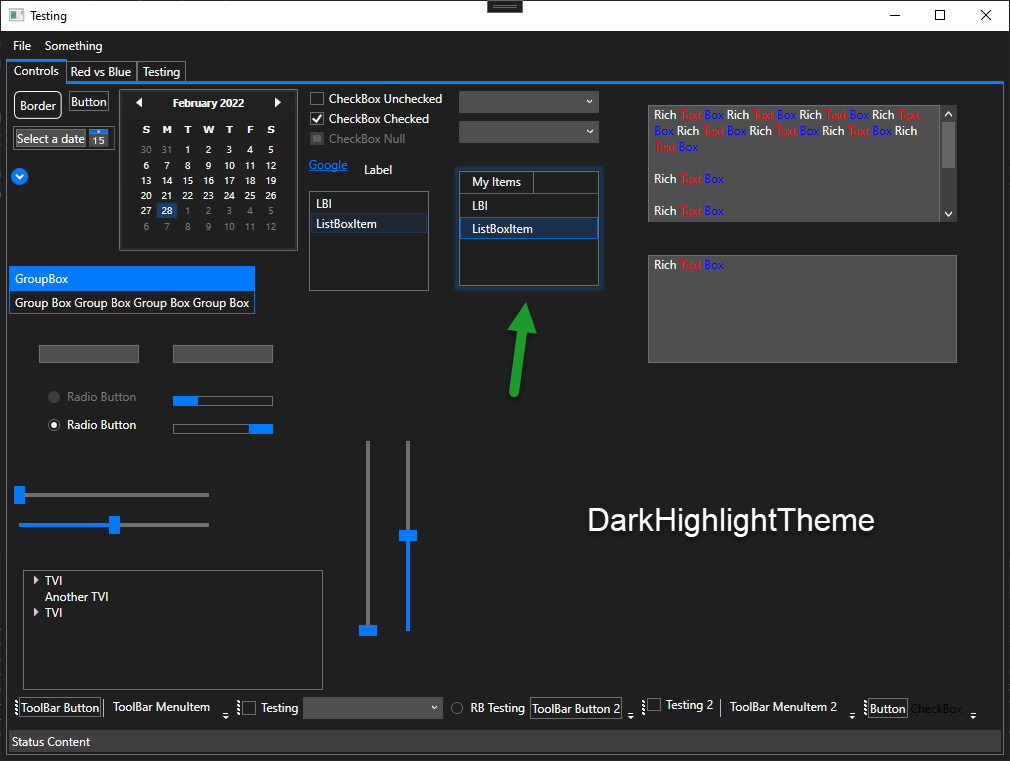 Testing
File Something
Controls Red vs Blue Testing
Border Button
Select a date 15
February 2022
S M T W T F S
30 31 1 2 3 4 5
6 7 8 9 10 11 12
13 14 15 16 17 18 19
20 21 22 23 24 25 26
27 28 1 2 3 4 5
6 7 8 9 10 11 12
CheckBox Unchecked
CheckBox Checked
CheckBox Null
Google Label
LBI
ListBoxItem
My Items
LBI
ListBoxItem
Rich Text Box Rich Text Box Rich Text Box Rich Text
Box Rich Text Box Rich Text Box Rich Text Box Rich
Text Box
Rich Text Box
Rich Text Box
Rich Text Box
GroupBox
Group Box Group Box Group Box Group Box
Radio Button
Radio Button
DarkHighlightTheme
TVI
Another TVI
TVI
ToolBar Button ToolBar MenuItem Testing RB Testing ToolBar Button 2 Testing 2 ToolBar MenuItem 2 Button CheckBox
Status Content